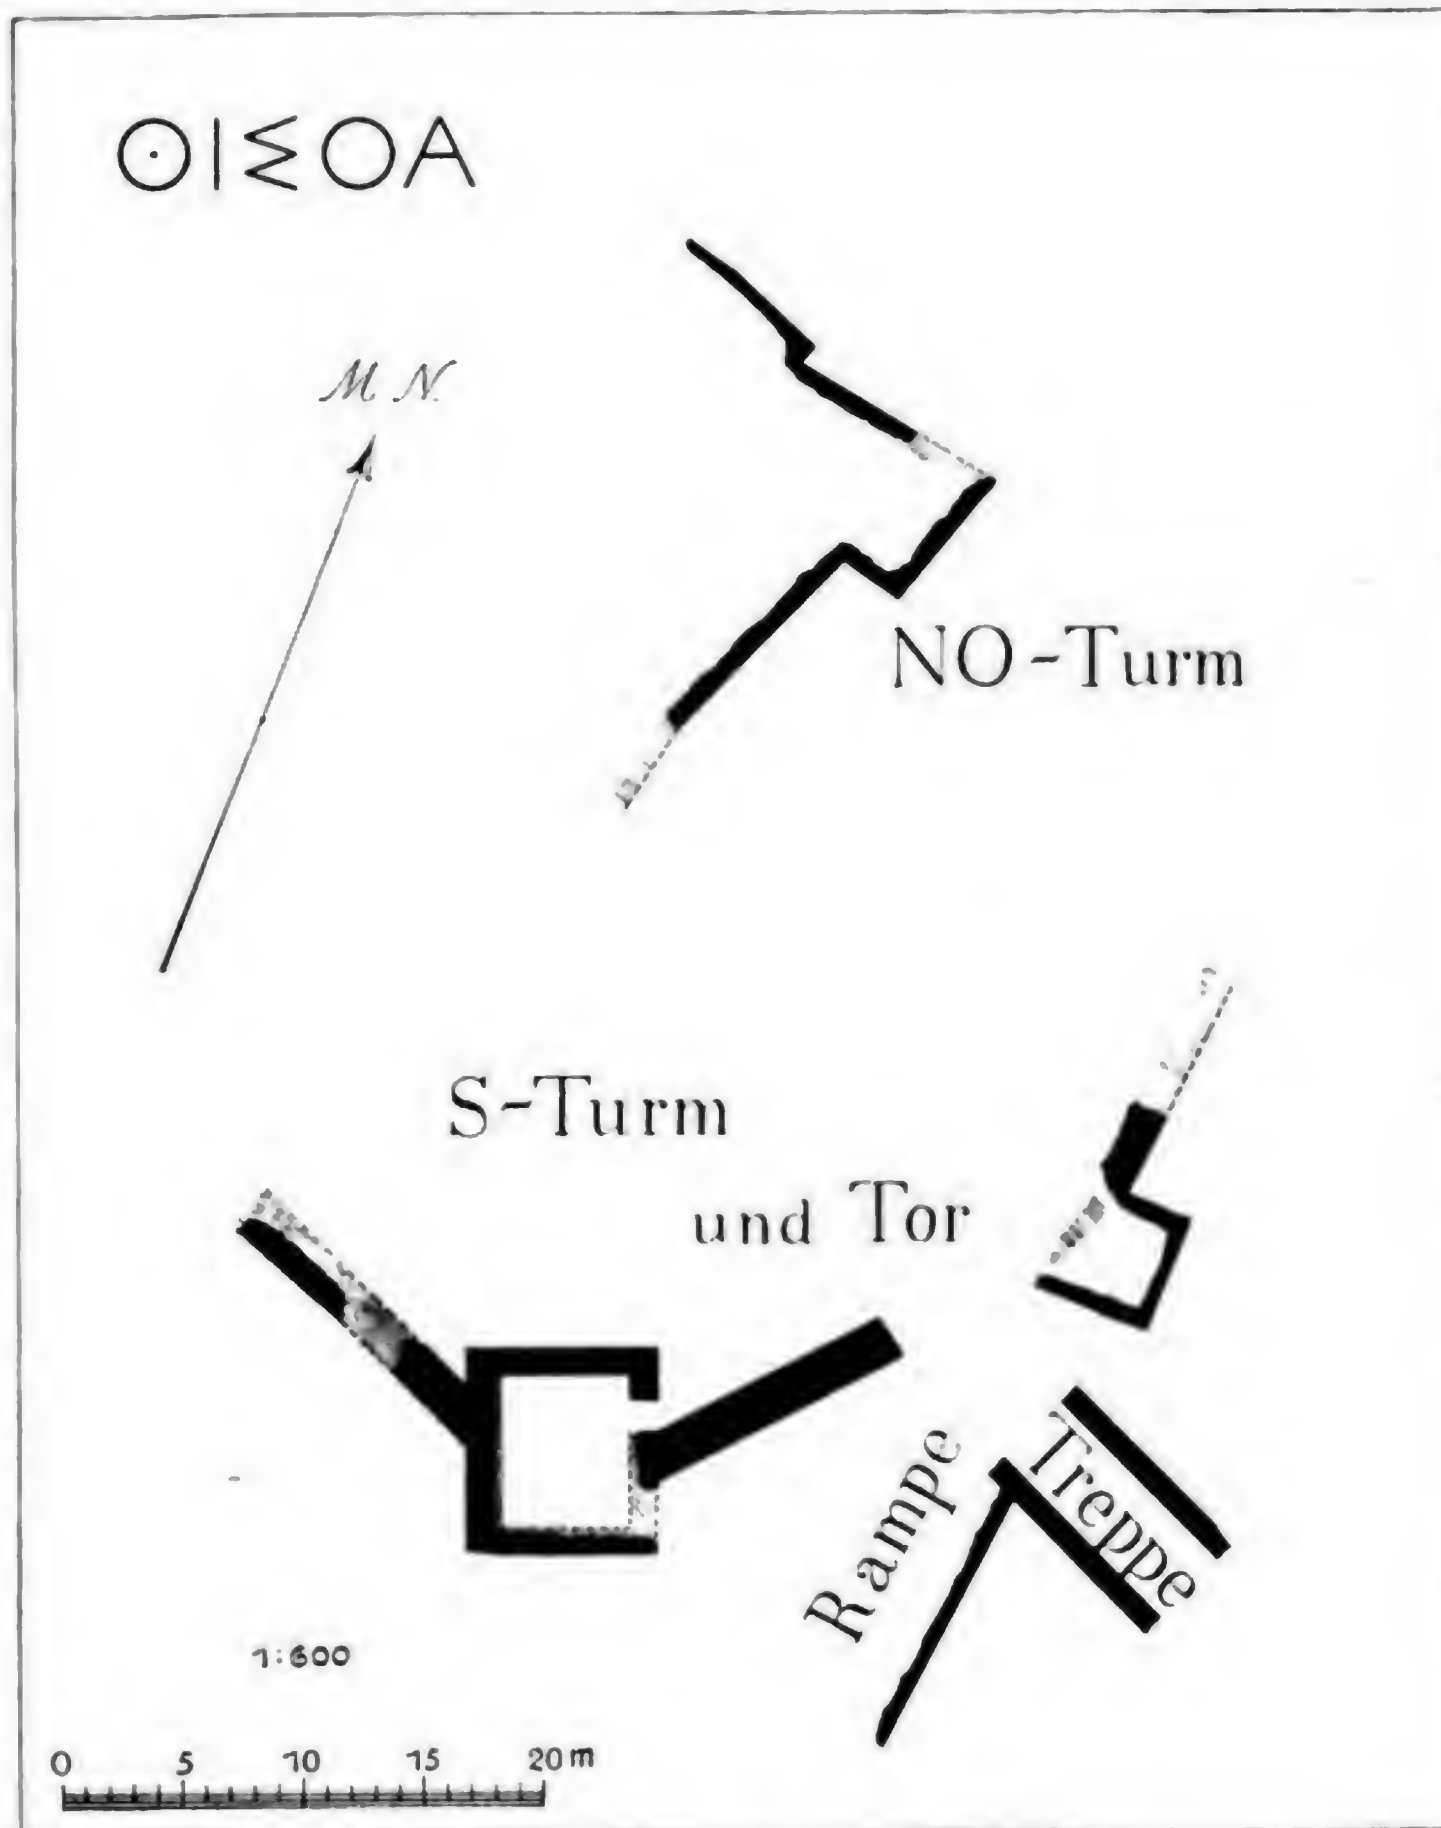 ΘΙΣΟΑ
M. N.
NO-Turm
S-Turm
und Tor
Rampe
Treppe
1:600
0 5 10 15 20 m